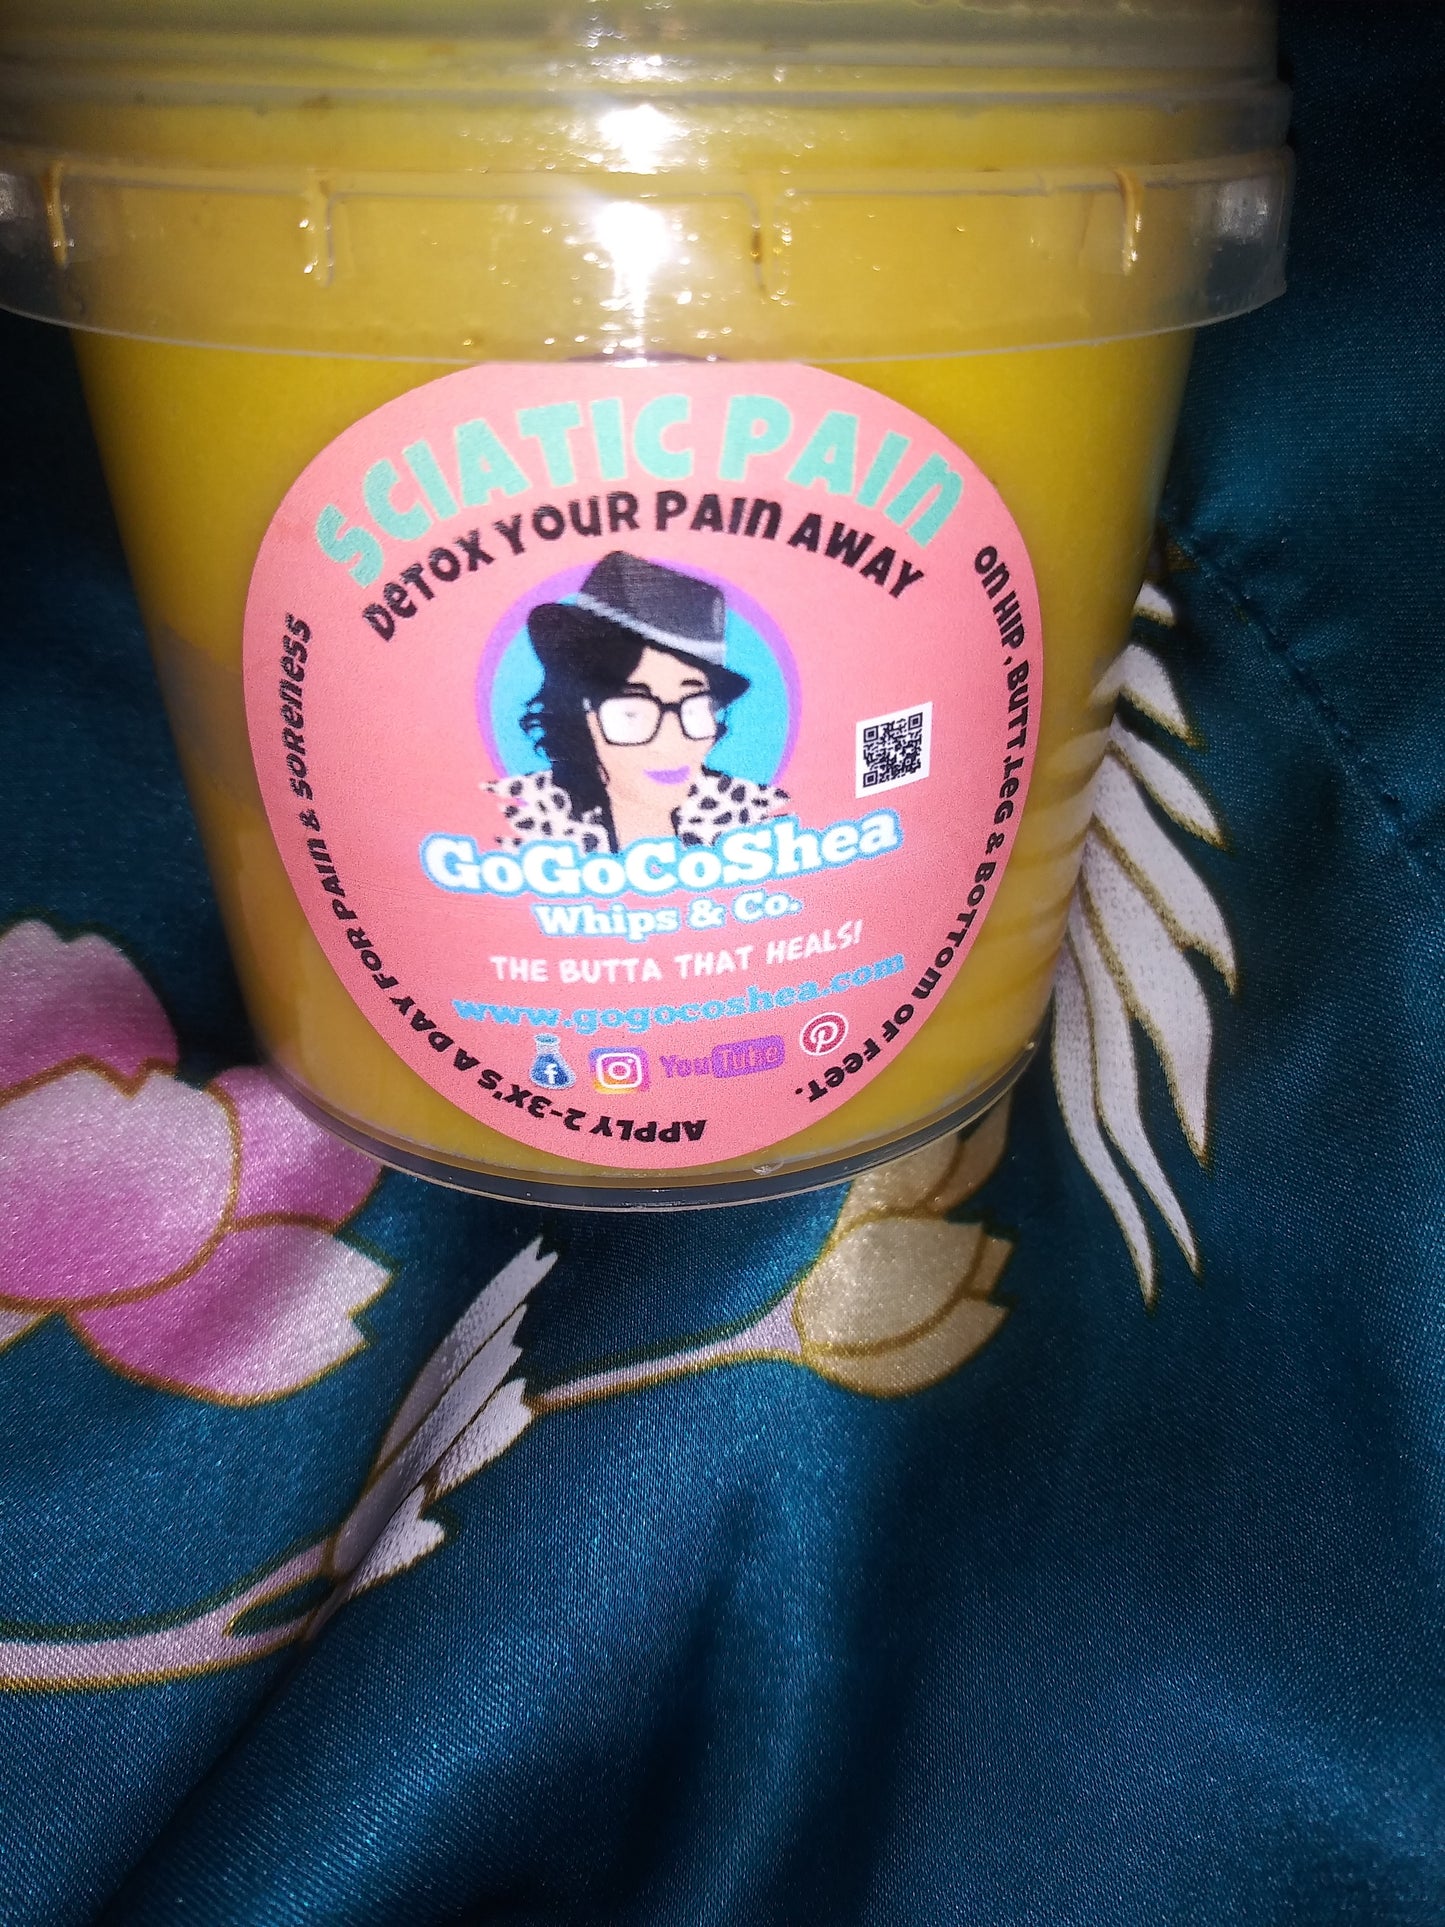 SCIATIC PAIN
DETOX YOUR PAIN AWAY
GoGoCoShea
Whips & Co.
THE BUTTA THAT HEALS!
www.gogocoshea.com
f
YouTube
APPLY 2-3X'S A DAY FOR PAIN & SORENESS
ON HIP , BUTT , LEG & BOTTOM OF FEET.